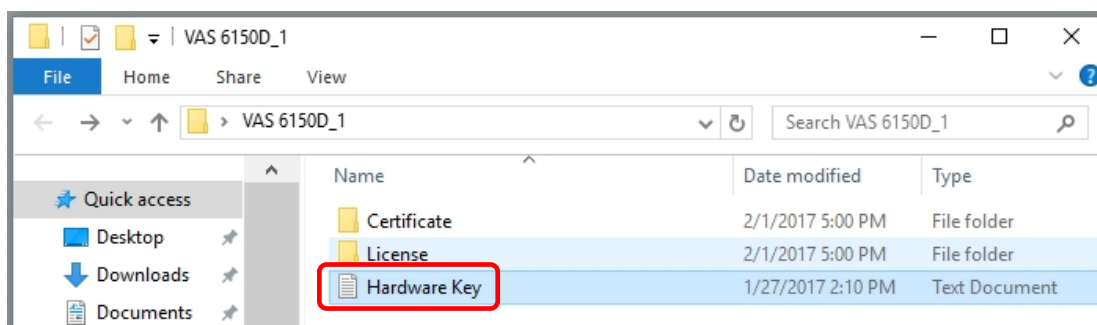 VAS 6150D_1
File Home Share View
VAS 6150D_1 Search VAS 6150D_1
Name Date modified Type
Quick access
Desktop
Downloads
Documents
Certificate 2/1/2017 5:00 PM File folder
License 2/1/2017 5:00 PM File folder
Hardware Key 1/27/2017 2:10 PM Text Document